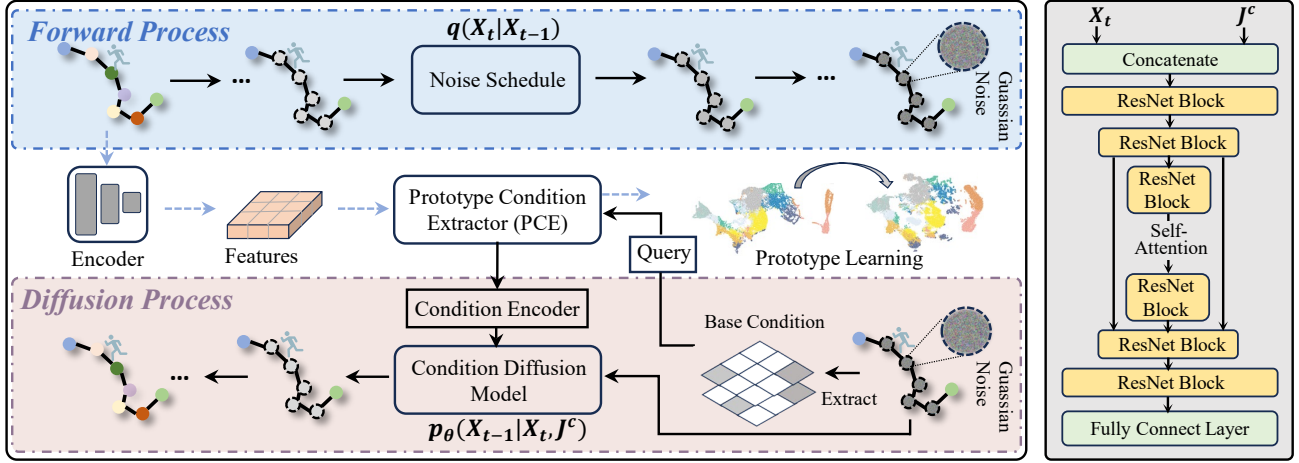 Forward Process
q(X_t|X_{t-1})
Noise Schedule
...
...
Guassian
Noise
Encoder
Features
Prototype Condition
Extractor (PCE)
Query
Prototype Learning
Diffusion Process
Condition Encoder
Condition Diffusion
Model
p_θ(X_{t-1}|X_t, J^c)
...
Base Condition
Extract
Guassian
Noise
X_t
J^c
Concatenate
ResNet Block
ResNet Block
ResNet
Block
Self-
Attention
ResNet
Block
ResNet Block
ResNet Block
Fully Connect Layer